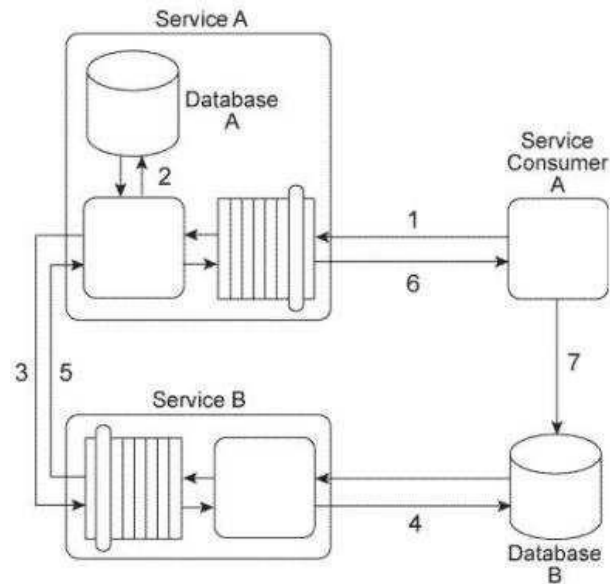 Service A
Database
A
Service
Consumer
A
2
1
6
3
5
7
Service B
4
Database
B